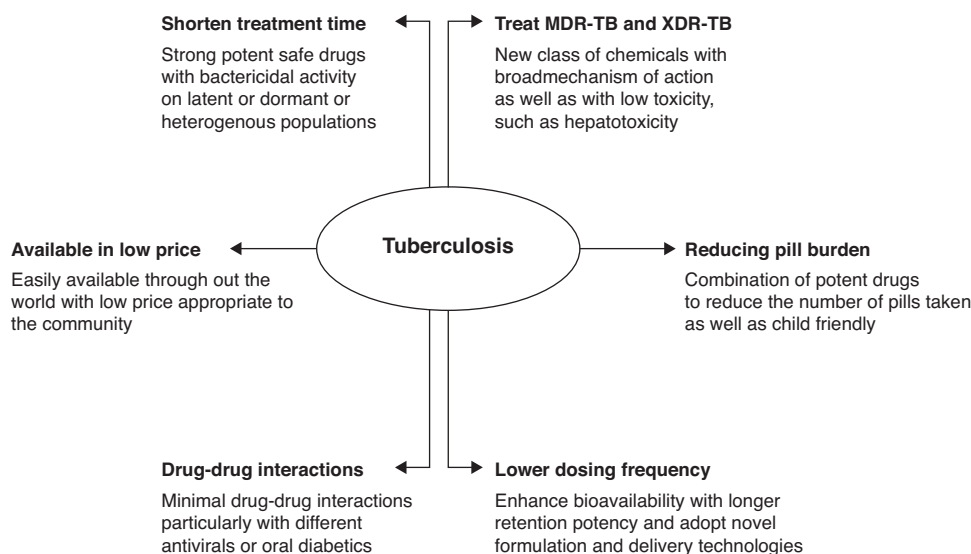 Shorten treatment time
Strong potent safe drugs
with bactericidal activity
on latent or dormant or
heterogenous populations
Treat MDR-TB and XDR-TB
New class of chemicals with
broadmechanism of action
as well as with low toxicity,
such as hepatotoxicity
Available in low price
Easily available through out the
world with low price appropriate to
the community
Tuberculosis
Reducing pill burden
Combination of potent drugs
to reduce the number of pills taken
as well as child friendly
Drug-drug interactions
Minimal drug-drug interactions
particularly with different
antivirals or oral diabetics
Lower dosing frequency
Enhance bioavailability with longer
retention potency and adopt novel
formulation and delivery technologies